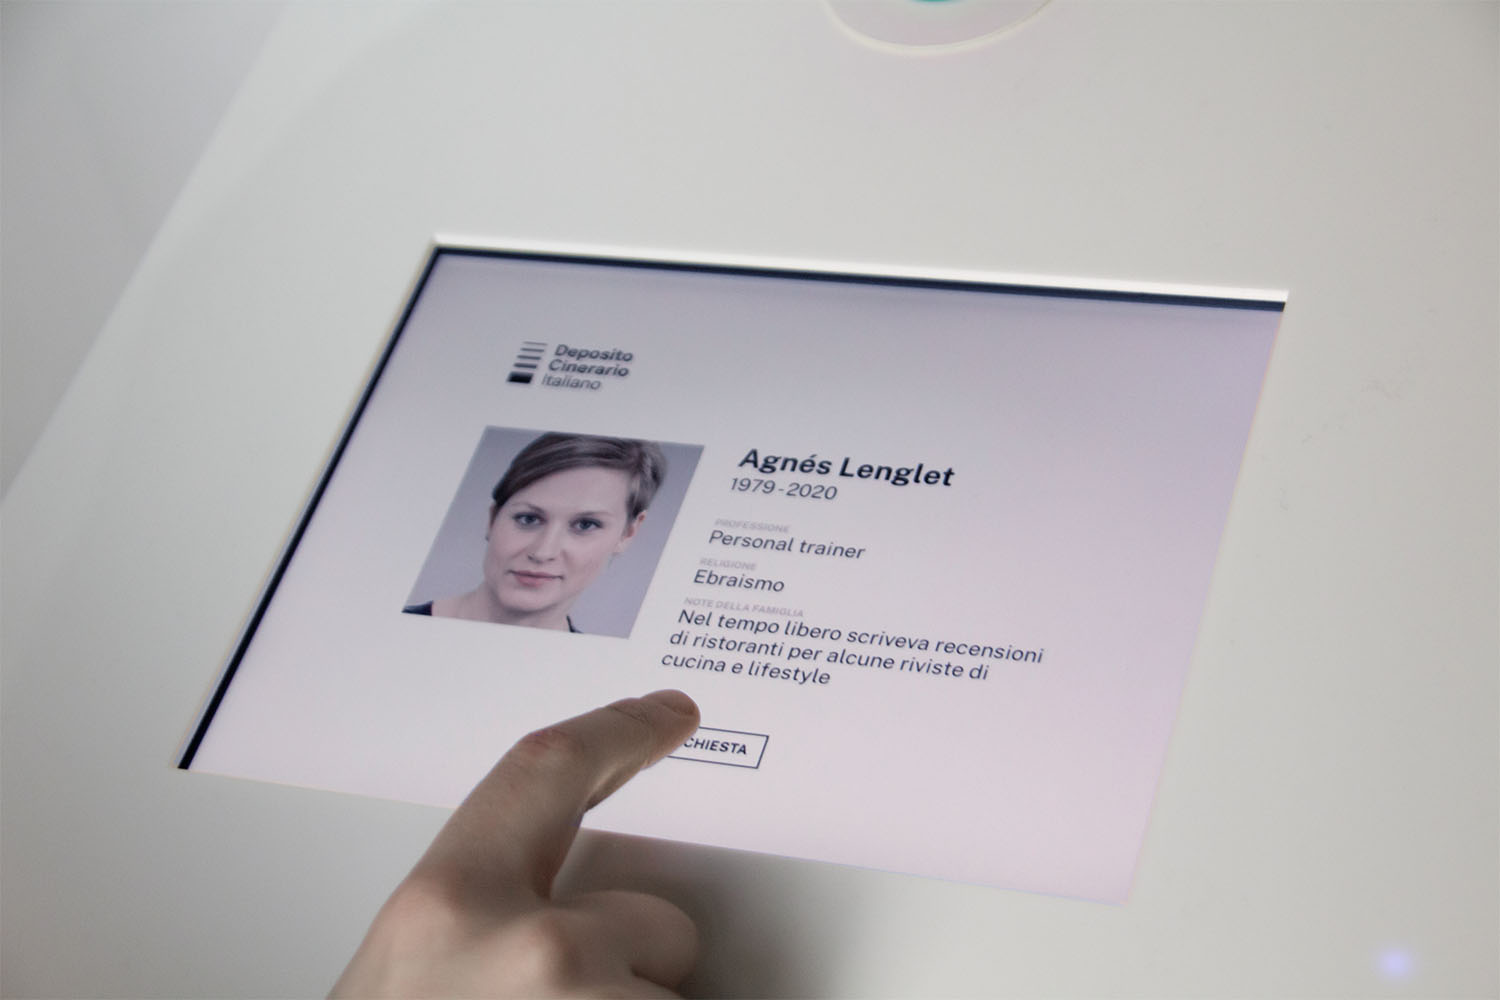 Deposito
Cinerario
Italiano
Agnés Lenglet
1979-2020
PROFESSIONE
Personal trainer
RELIGIONE
Ebraismo
NOTE DELLA FAMIGLIA
Nel tempo libero scriveva recensioni
di ristoranti per alcune riviste di
cucina e lifestyle
CHIESTA